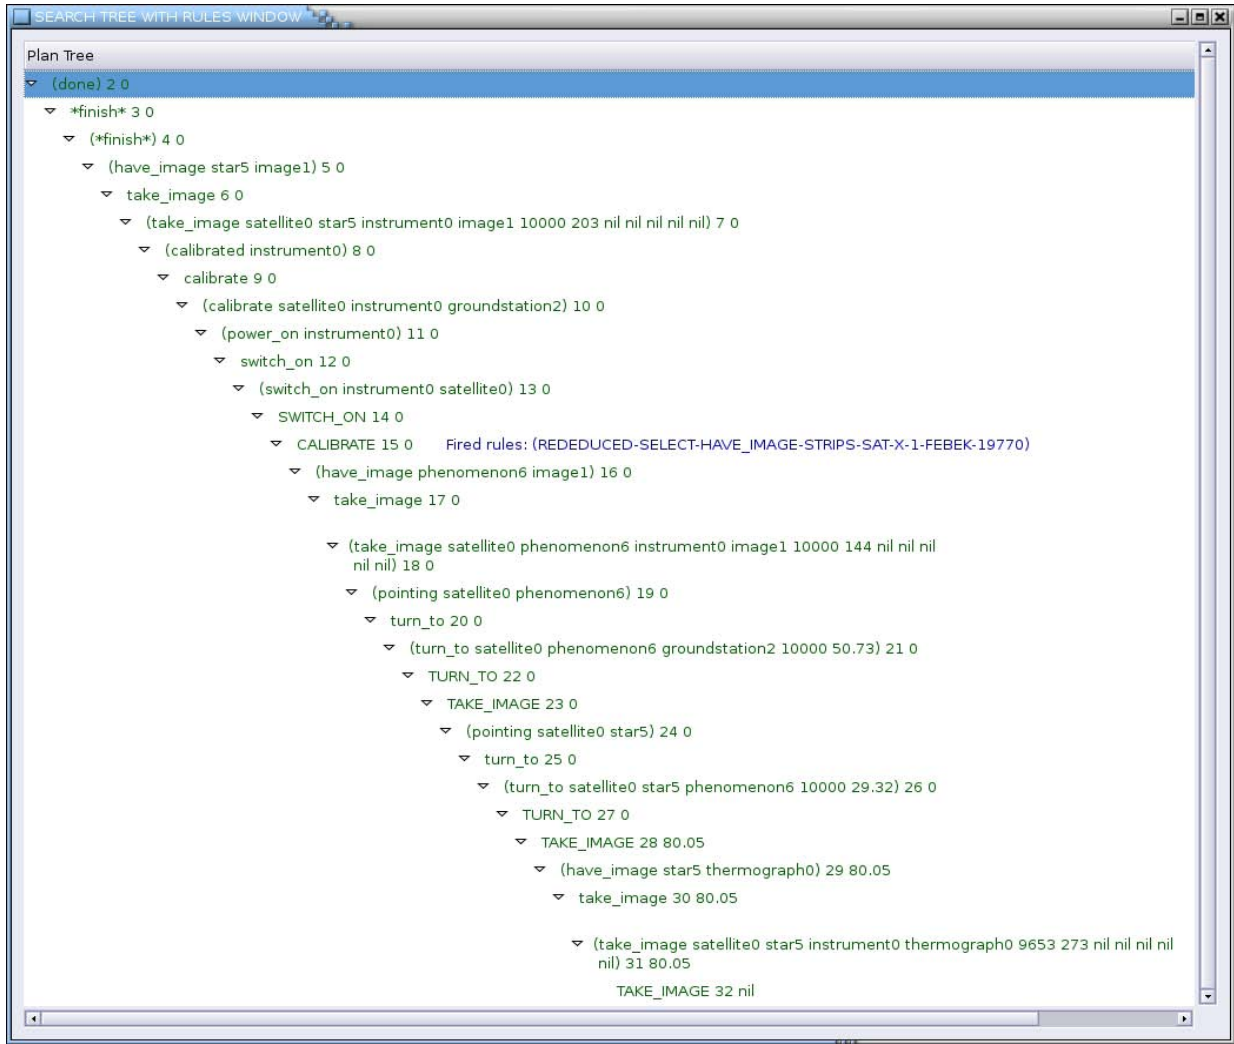 SEARCH TREE WITH RULES WINDOW
Plan Tree
(done) 2 0
*finish* 3 0
(*finish*) 4 0
(have_image star5 image1) 5 0
take_image 6 0
(take_image satellite0 star5 instrument0 image1 10000 203 nil nil nil nil nil) 7 0
(calibrated instrument0) 8 0
calibrate 9 0
(calibrate satellite0 instrument0 groundstation2) 10 0
(power_on instrument0) 11 0
switch_on 12 0
(switch_on instrument0 satellite0) 13 0
SWITCH_ON 14 0
CALIBRATE 15 0 Fired rules: (REDEDUCED-SELECT-HAVE_IMAGE-STRIPS-SAT-X-1-FEBEK-19770)
(have_image phenomenon6 image1) 16 0
take_image 17 0
(take_image satellite0 phenomenon6 instrument0 image1 10000 144 nil nil nil
nil nil) 18 0
(pointing satellite0 phenomenon6) 19 0
turn_to 20 0
(turn_to satellite0 phenomenon6 groundstation2 10000 50.73) 21 0
TURN_TO 22 0
TAKE_IMAGE 23 0
(pointing satellite0 star5) 24 0
turn_to 25 0
(turn_to satellite0 star5 phenomenon6 10000 29.32) 26 0
TURN_TO 27 0
TAKE_IMAGE 28 80.05
(have_image star5 thermograph0) 29 80.05
take_image 30 80.05
(take_image satellite0 star5 instrument0 thermograph0 9653 273 nil nil nil nil
nil) 31 80.05
TAKE_IMAGE 32 nil